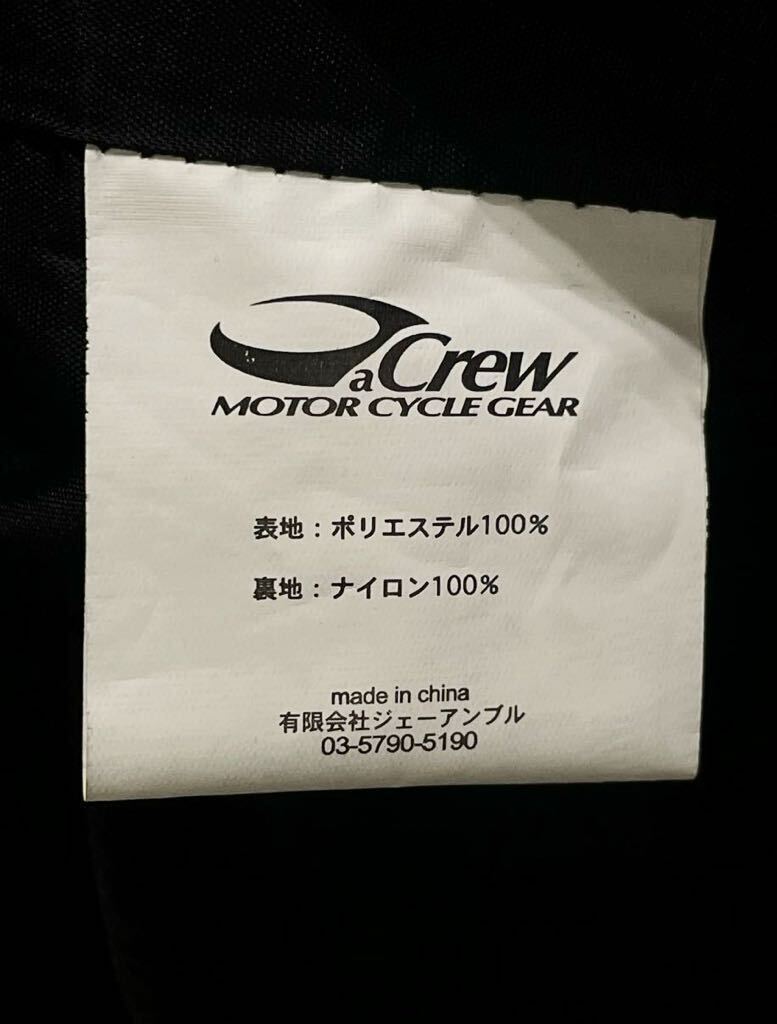 aCrew
MOTOR CYCLE GEAR
表地：ポリエステル100%
裏地：ナイロン100%
made in china
有限会社ジェーアンブル
03-5790-5190